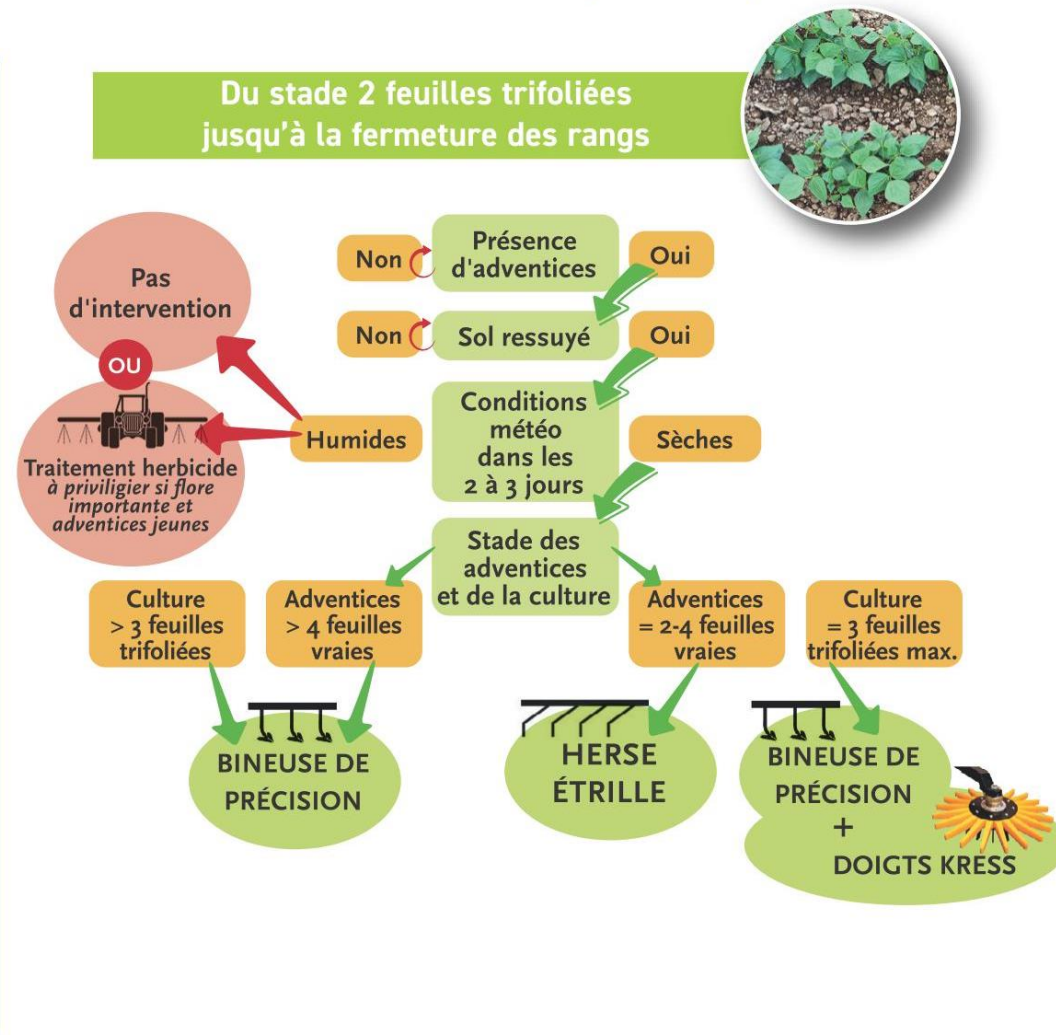 Du stade 2 feuilles trifoliées
jusqu'à la fermeture des rangs
Non
Présence
d'adventices
Oui
Pas
d'intervention
Non
Sol ressuyé
Oui
OU
Humides
Conditions
météo
dans les
2 à 3 jours
Sèches
Traitement herbicide
à priviligier si flore
importante et
adventices jeunes
Stade des
adventices
et de la culture
Culture
> 3 feuilles
trifoliées
Adventices
> 4 feuilles
vraies
Adventices
= 2-4 feuilles
vraies
Culture
= 3 feuilles
trifoliées max.
BINEUSE DE
PRÉCISION
HERSE
ÉTRILLE
BINEUSE DE
PRÉCISION
+
DOIGTS KRESS